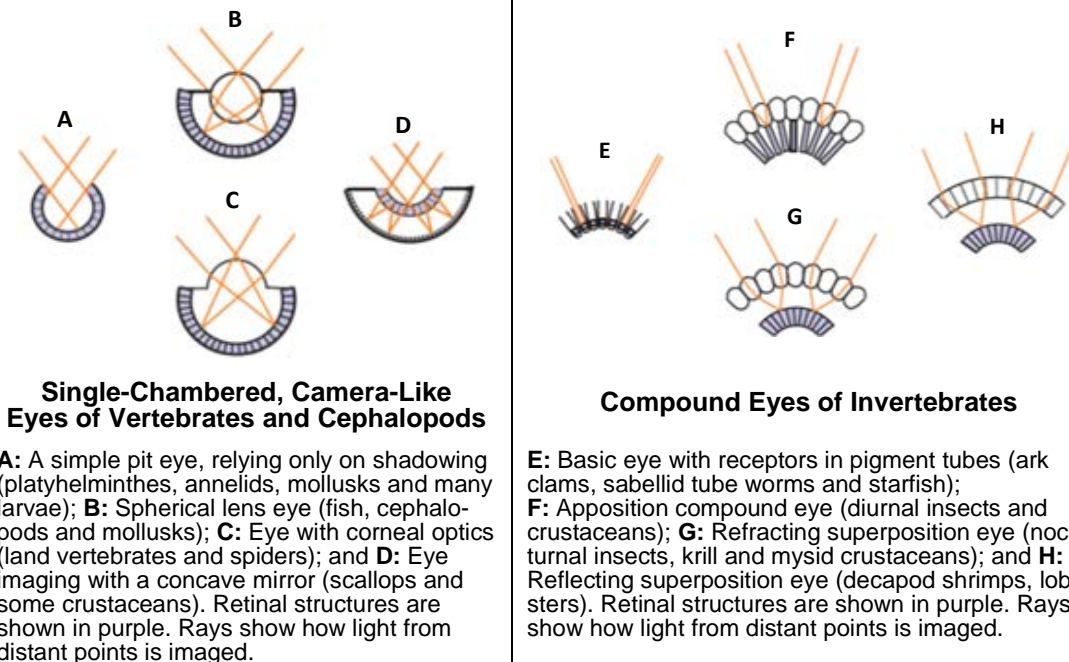 B
A
D
C
F
H
E
G
Single-Chambered, Camera-Like
Eyes of Vertebrates and Cephalopods
A: A simple pit eye, relying only on shadowing
(platyhelminthes, annelids, mollusks and many
larvae); B: Spherical lens eye (fish, cephalo-
pods and mollusks); C: Eye with corneal optics
(land vertebrates and spiders); and D: Eye
imaging with a concave mirror (scallops and
some crustaceans). Retinal structures are
shown in purple. Rays show how light from
distant points is imaged.
Compound Eyes of Invertebrates
E: Basic eye with receptors in pigment tubes (ark
clams, sabellid tube worms and starfish);
F: Apposition compound eye (diurnal insects and
crustaceans); G: Refracting superposition eye (noc
turnal insects, krill and mysid crustaceans); and H:
Reflecting superposition eye (decapod shrimps, lob
sters). Retinal structures are shown in purple. Rays
show how light from distant points is imaged.